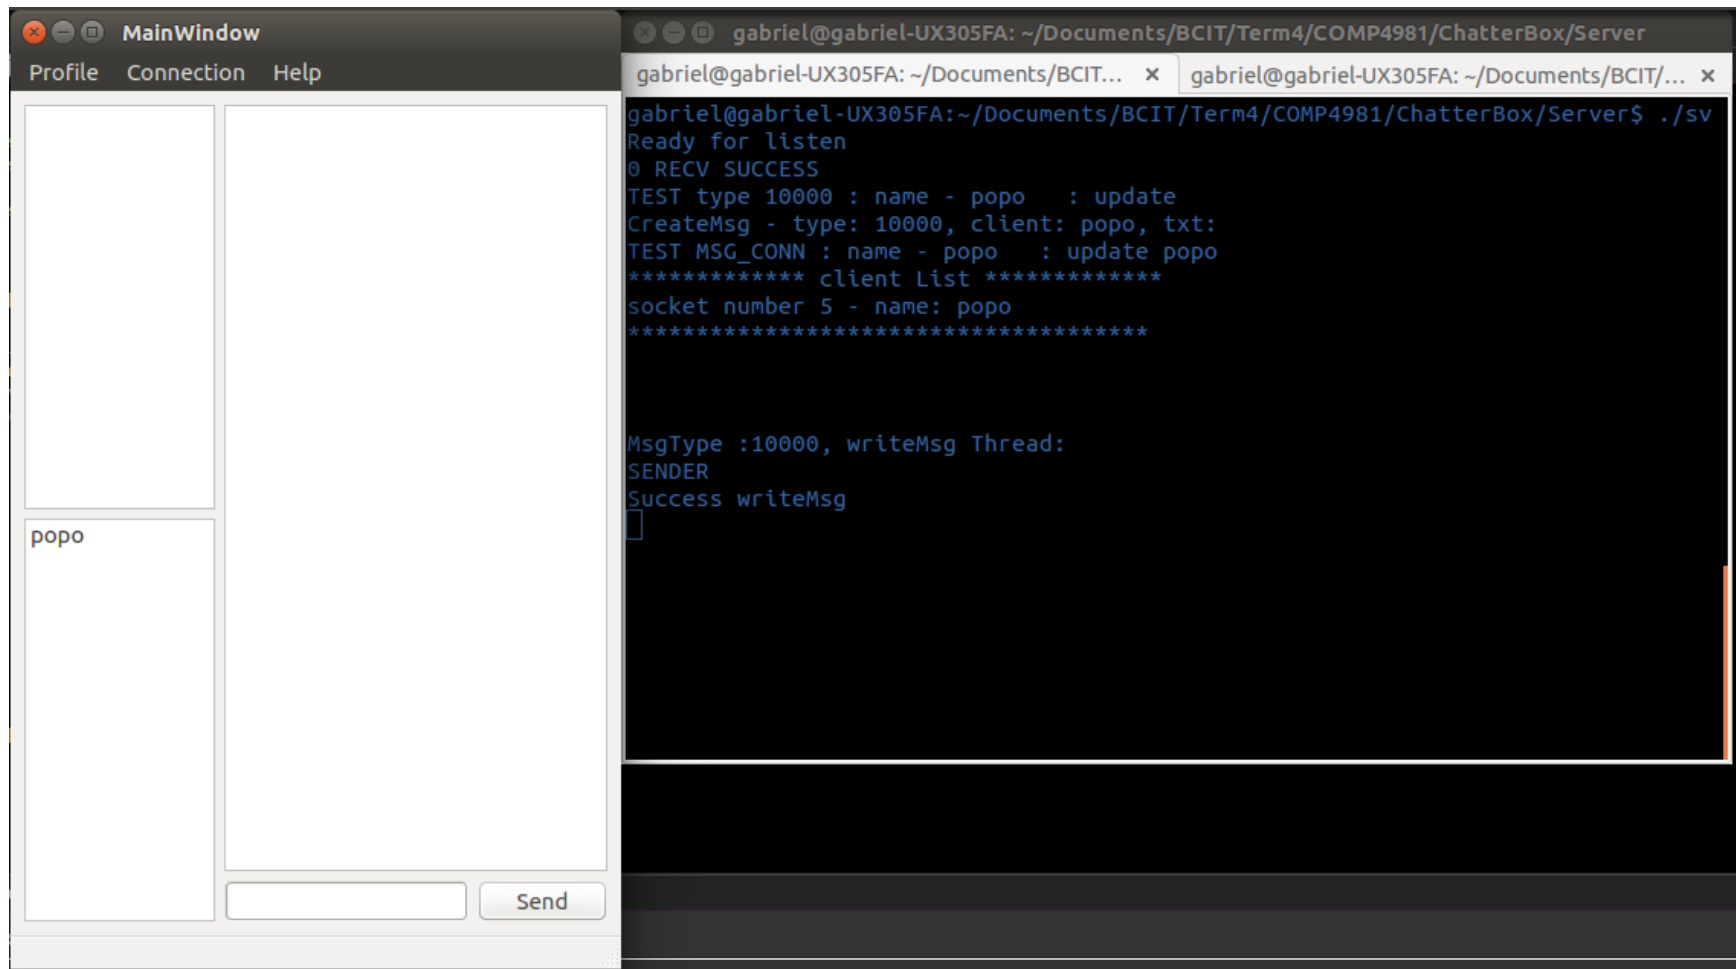 MainWindow
Profile Connection Help
popo
Send
gabriel@gabriel-UX305FA: ~/Documents/BCIT/Term4/COMP4981/ChatterBox/Server
gabriel@gabriel-UX305FA: ~/Documents/BCIT... × gabriel@gabriel-UX305FA: ~/Documents/BCIT/... ×
gabriel@gabriel-UX305FA:~/Documents/BCIT/Term4/COMP4981/ChatterBox/Server$ ./sv
Ready for listen
0 RECV SUCCESS
TEST type 10000 : name - popo   : update
CreateMsg - type: 10000, client: popo, txt:
TEST MSG_CONN : name - popo   : update popo
************* client List *************
socket number 5 - name: popo
**************************************
MsgType :10000, writeMsg Thread:
SENDER
Success writeMsg